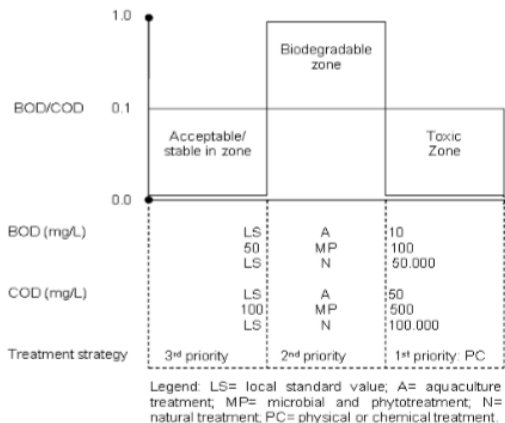 1.0
Biodegradable
zone
BOD/COD 0.1
Acceptable/ Toxic
stable in zone Zone
0.0
BOD (mg/L) LS A 10
50 MP 100
LS N 50.000
COD (mg/L) LS A 50
100 MP 500
LS N 100.000
Treatment strategy 3rd priority 2nd priority 1st priority: PC
Legend: LS= local standard value; A= aquaculture
treatment; MP= microbial and phytotreatment; N=
natural treatment; PC= physical or chemical treatment.